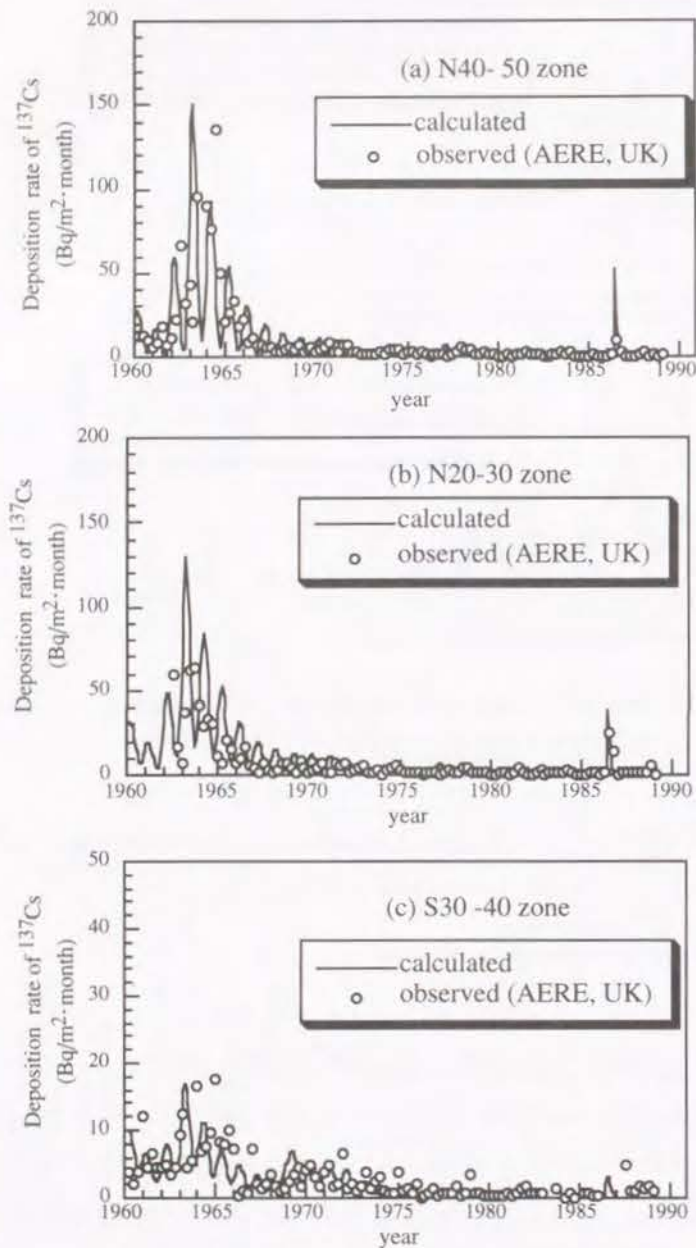 200
(a) N40- 50 zone
150
calculated
observed (AERE, UK)
100
50
0
Deposition rate of ¹³⁷Cs
(Bq/m²·month)
1960 1965 1970 1975 1980 1985 1990
year
200
(b) N20-30 zone
150
calculated
observed (AERE, UK)
100
50
0
Deposition rate of ¹³⁷Cs
(Bq/m²·month)
1960 1965 1970 1975 1980 1985 1990
year
50
(c) S30 -40 zone
40
calculated
observed (AERE, UK)
30
20
10
0
Deposition rate of ¹³⁷Cs
(Bq/m²·month)
1960 1965 1970 1975 1980 1985 1990
year